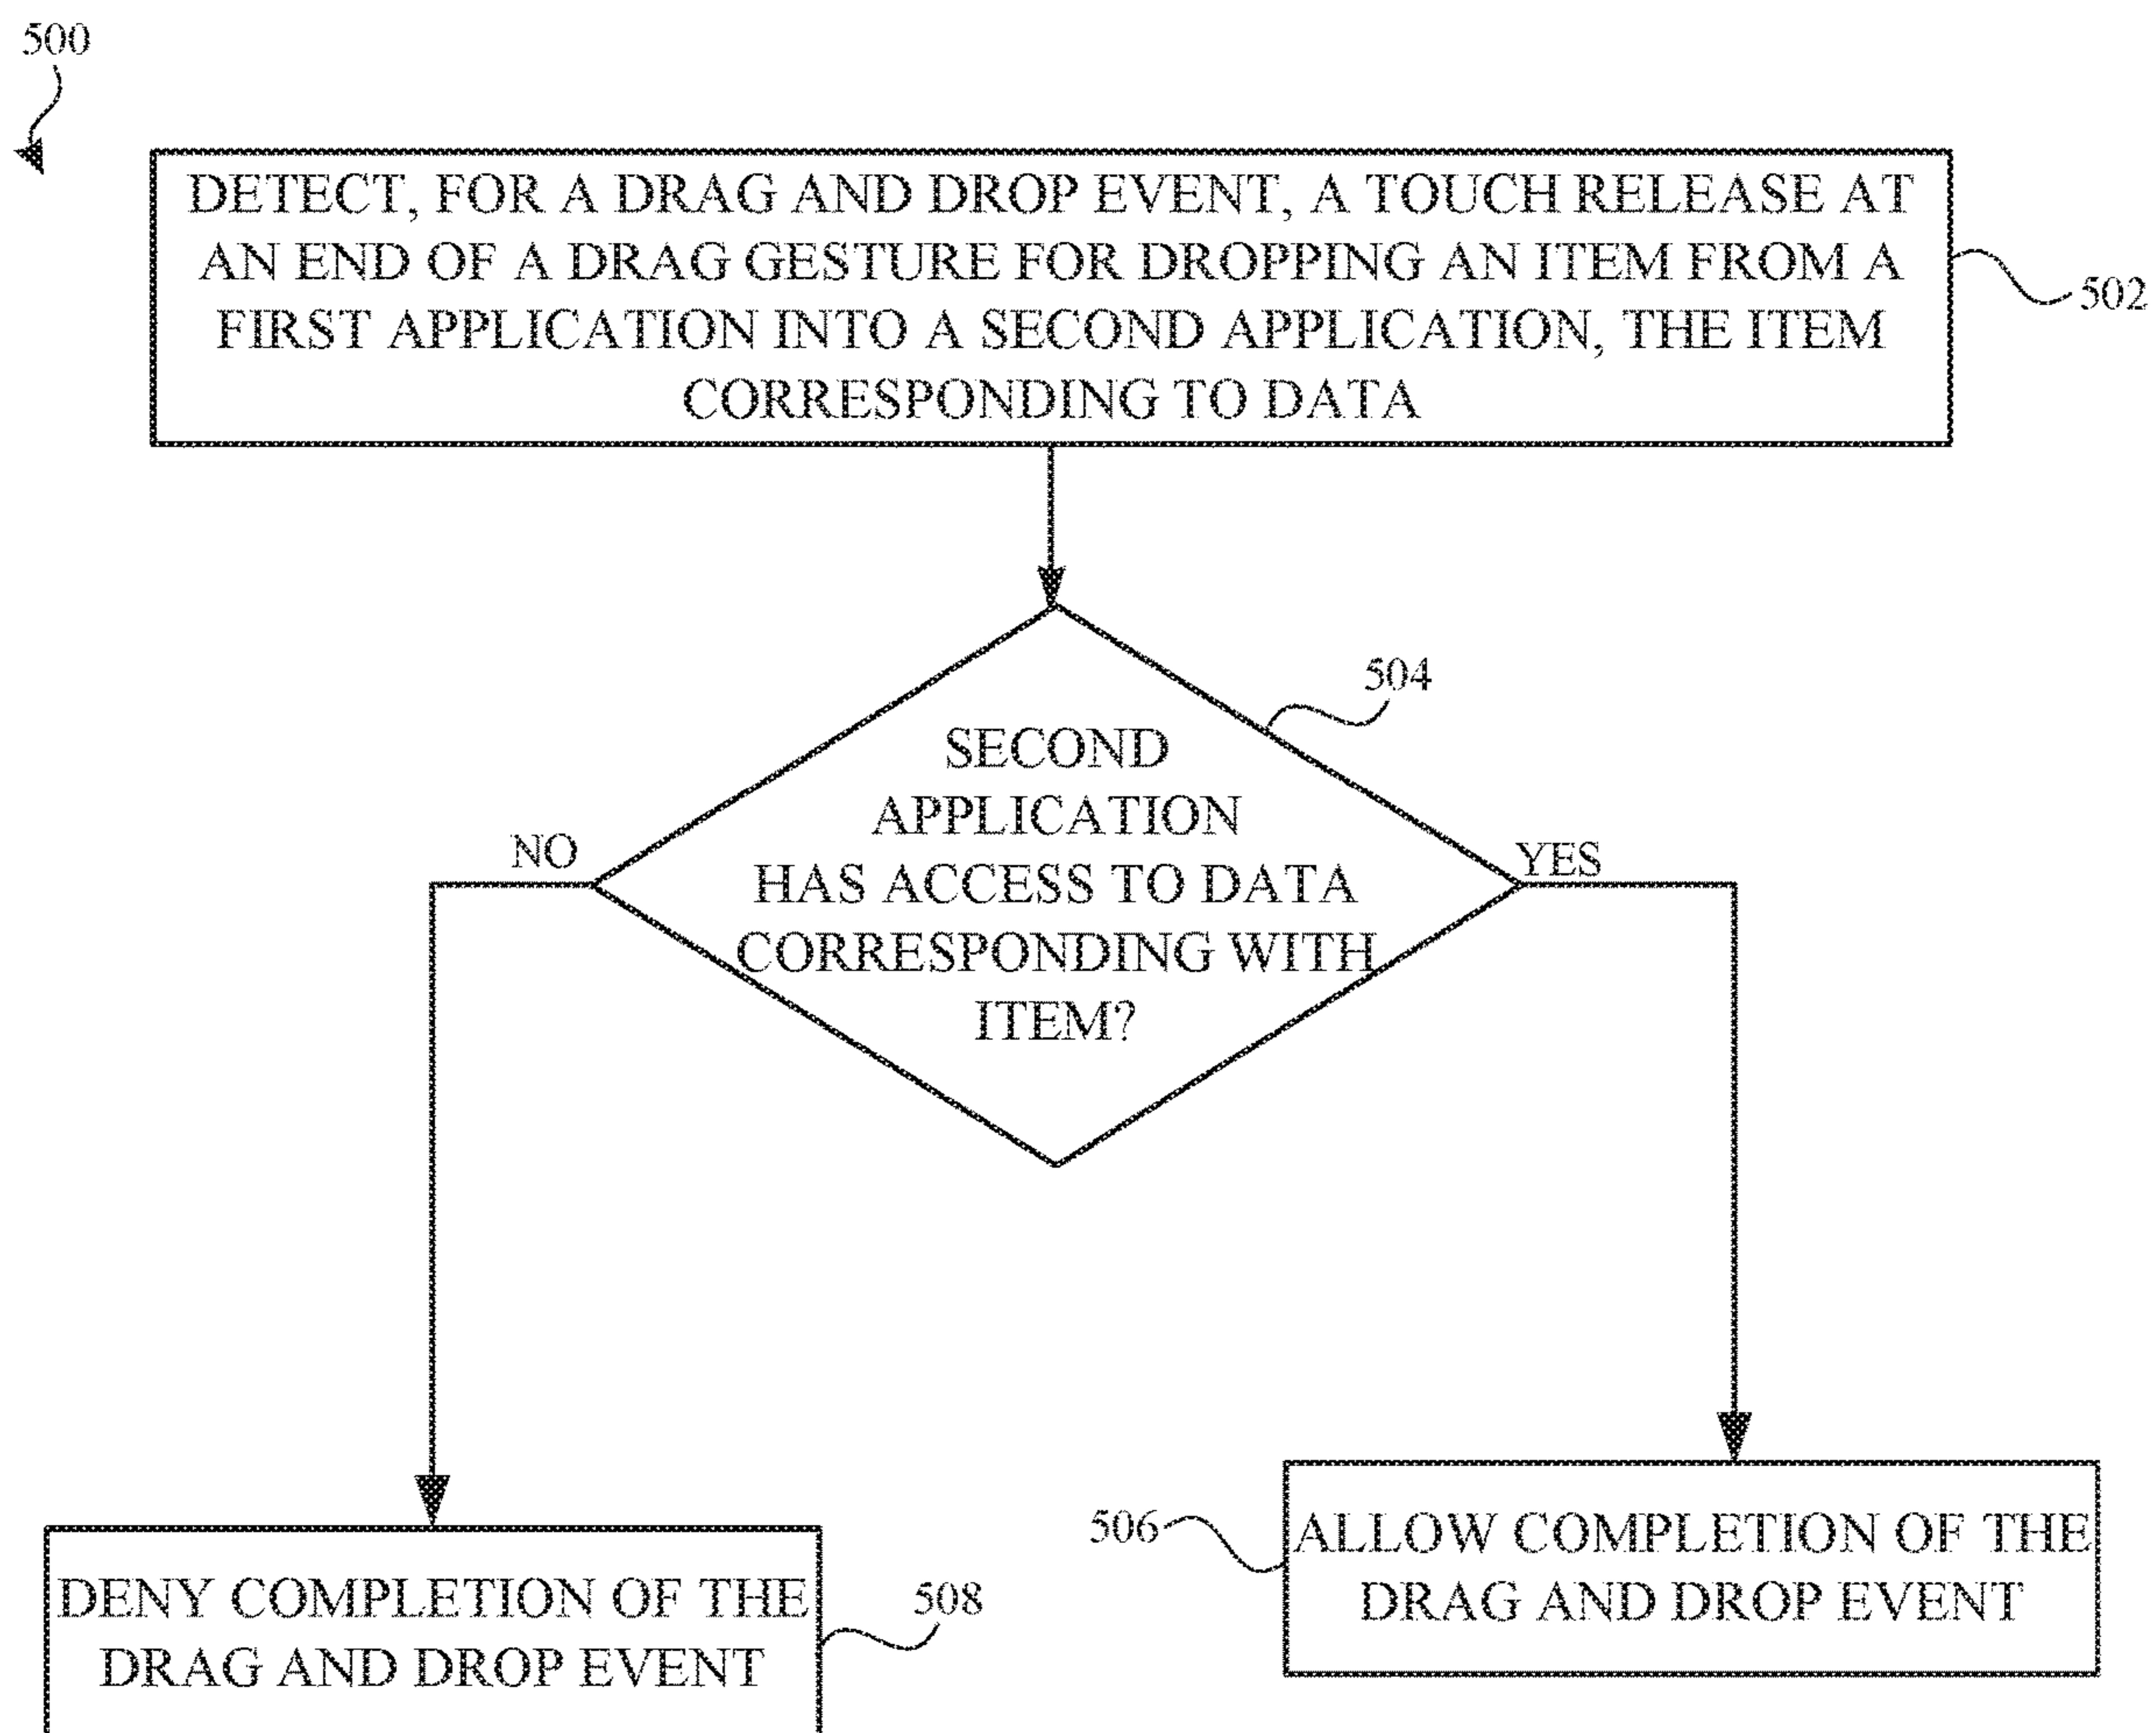 500
DETECT, FOR A DRAG AND DROP EVENT, A TOUCH RELEASE AT
AN END OF A DRAG GESTURE FOR DROPPING AN ITEM FROM A
FIRST APPLICATION INTO A SECOND APPLICATION, THE ITEM
CORRESPONDING TO DATA
502
504
SECOND
APPLICATION
HAS ACCESS TO DATA
CORRESPONDING WITH
ITEM?
NO
YES
506
ALLOW COMPLETION OF THE
DRAG AND DROP EVENT
DENY COMPLETION OF THE
DRAG AND DROP EVENT
508